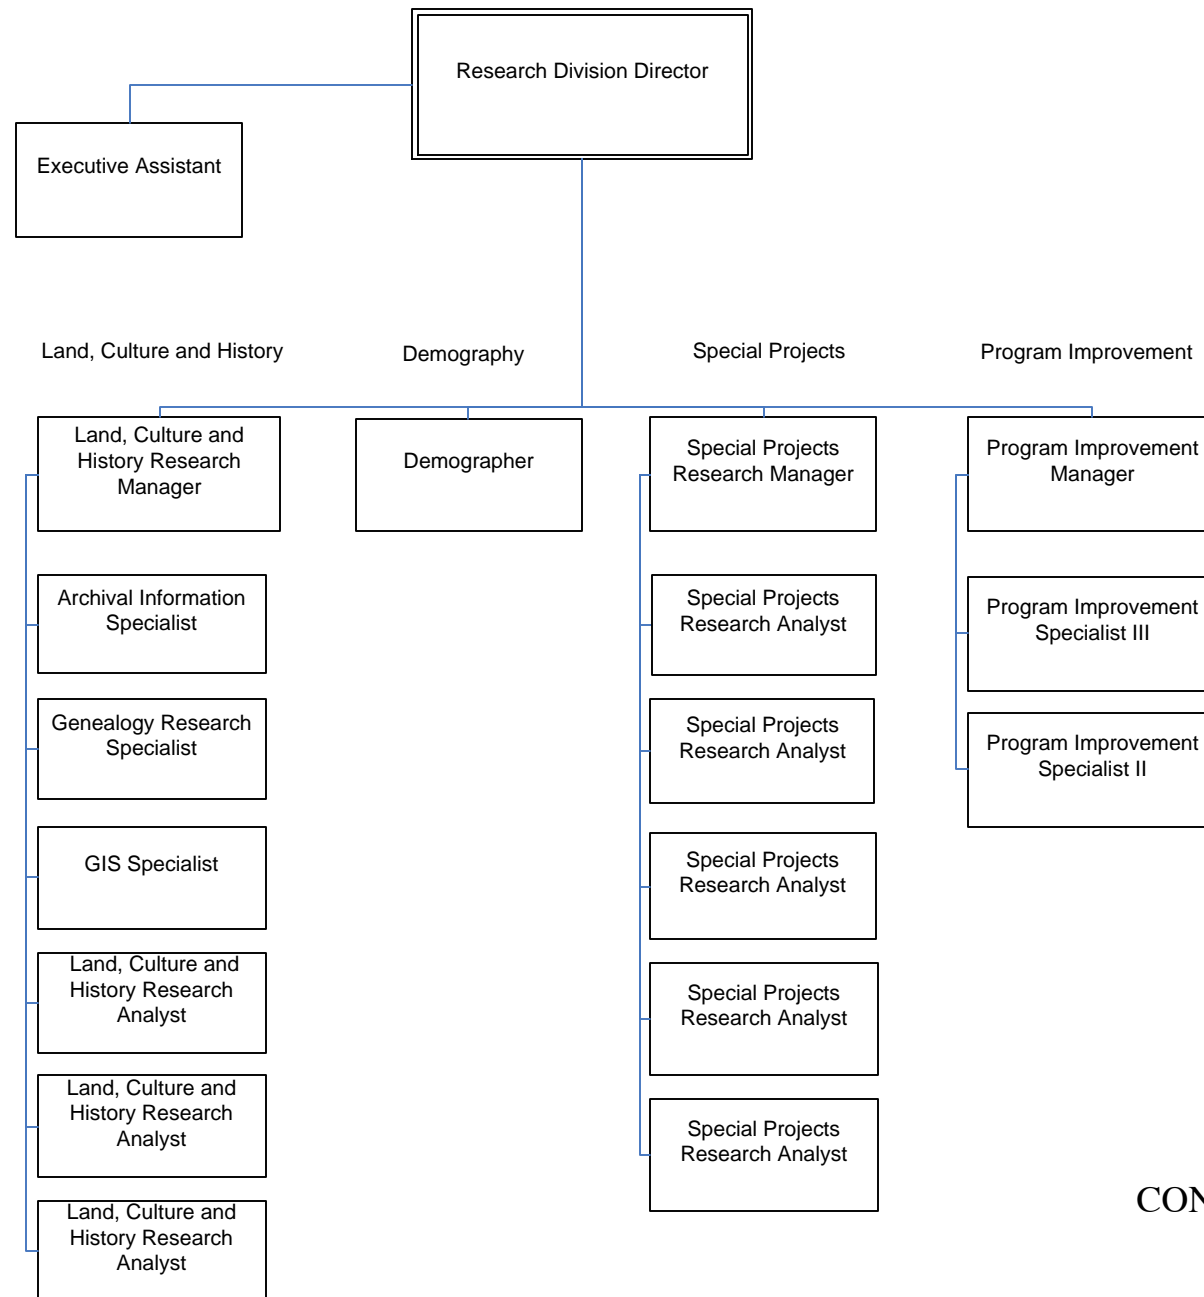 Research Division Director
Executive Assistant
Land, Culture and History
Demography
Special Projects
Program Improvement
Land, Culture and
History Research
Manager
Demographer
Special Projects
Research Manager
Program Improvement
Manager
Archival Information
Specialist
Special Projects
Research Analyst
Program Improvement
Specialist III
Genealogy Research
Specialist
Special Projects
Research Analyst
Program Improvement
Specialist II
GIS Specialist
Special Projects
Research Analyst
Land, Culture and
History Research
Analyst
Special Projects
Research Analyst
Land, Culture and
History Research
Analyst
Special Projects
Research Analyst
Land, Culture and
History Research
Analyst